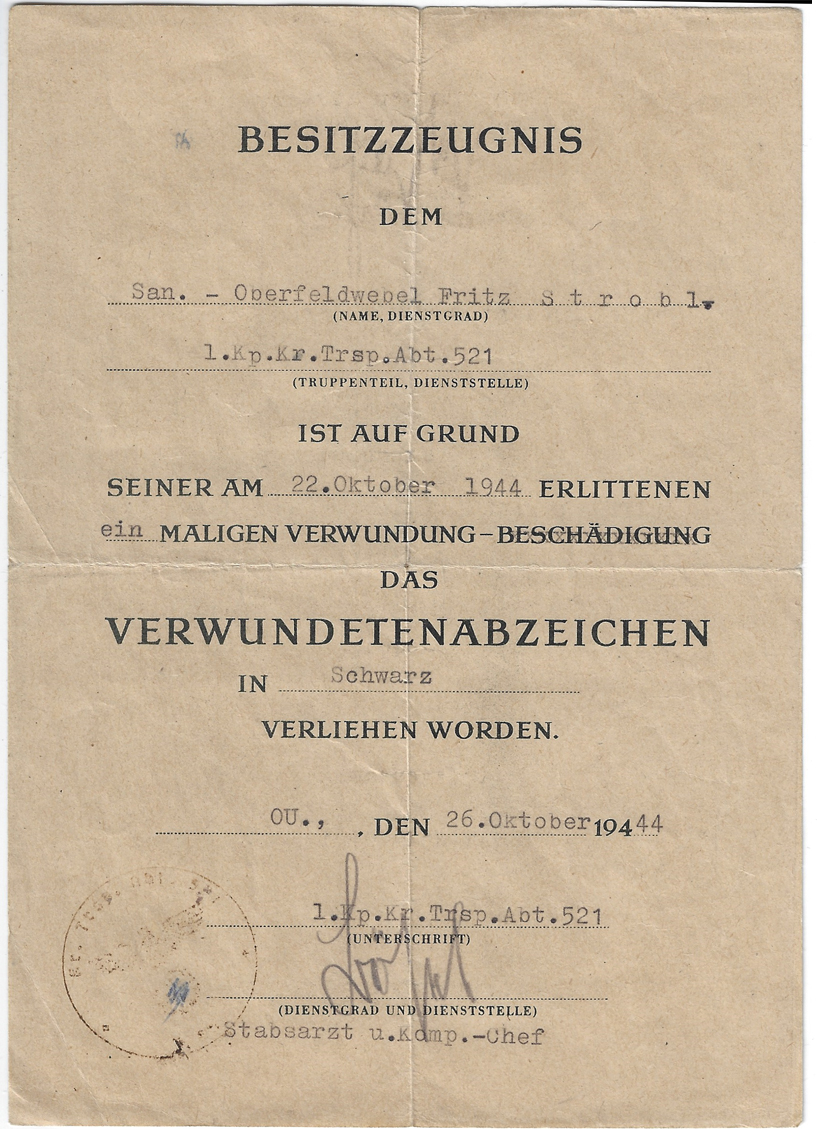 BESITZZEUGNIS
DEM
San. - Oberfeldwebel Fritz S t r o b l.
(NAME, DIENSTGRAD)
1.Kp.Kr.Trsp.Abt.521
(TRUPPENTEIL, DIENSTSTELLE)
IST AUF GRUND
SEINER AM 22.Oktober 1944 ERLITTENEN
ein MALIGEN VERWUNDUNG – BESCHÄDIGUNG
DAS
VERWUNDETENABZEICHEN
IN Schwarz
VERLIEHEN WORDEN.
OU., , DEN 26.Oktober 194 44
1.Kp.Kr.Trsp.Abt.521
(UNTERSCHRIFT)
(DIENSTGRAD UND DIENSTSTELLE)
Stabsarzt u.Komp.-Chef